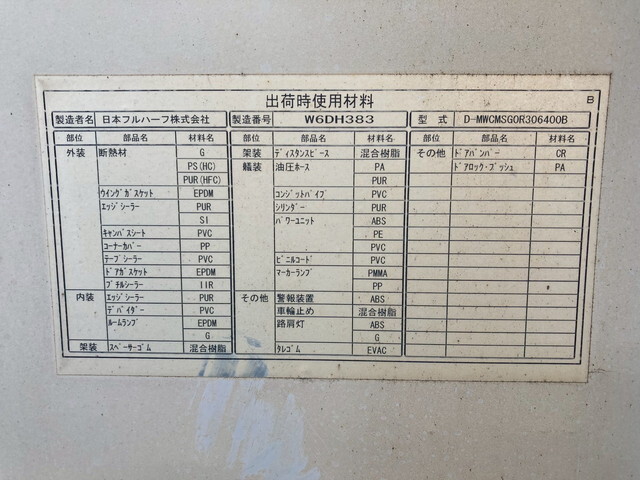 出荷時使用材料 B
製造者名 日本フルハーフ株式会社 製造番号 W6DH383 型式 D-MWCMSG0R306400B
部位 部品名 材料名 部位 部品名 材料名 部位 部品名 材料名
外装 断熱材 G 架装 ﾃﾞｨｽﾀﾝｽﾋﾟｰｽ 混合樹脂 その他 ﾄﾞｱﾊﾞﾝﾊﾟｰ CR
PS(HC) 艤装 油圧ﾎｰｽ PA ﾄﾞｱﾛｯｸ･ﾌﾞｯｼｭ PA
PUR(HFC) PUR
ｳｲﾝｸﾞｶﾞｽｹｯﾄ EPDM ｺﾝｼﾞｯﾄﾊﾟｲﾌﾟ PVC
ｴｯｼﾞｼｰﾗｰ PUR ｼﾘﾝﾀﾞｰ PUR
SI ﾊﾟﾜｰﾕﾆｯﾄ ABS
ｷｬﾝﾊﾞｽｼｰﾄ PVC PE
ｺｰﾅｰｶﾊﾞｰ PP PVC
ﾃｰﾌﾟｼｰﾗｰ PVC ﾋﾞﾆﾙｺｰﾄﾞ PVC
ﾄﾞｱｶﾞｽｹｯﾄ EPDM ﾏｰｶｰﾗﾝﾌﾟ PMMA
ﾌﾞﾁﾙｼｰﾗｰ IIR PP
内装 ｴｯｼﾞｼｰﾗｰ PUR その他 警報装置 ABS
ﾃﾞﾊﾞｲﾀﾞｰ PVC 車輪止め 混合樹脂
ﾙｰﾑﾗﾝﾌﾟ EPDM 路肩灯 ABS
G G
架装 ｽﾍﾟｰｻｰｺﾞﾑ 混合樹脂 ﾀﾚｺﾞﾑ EVAC